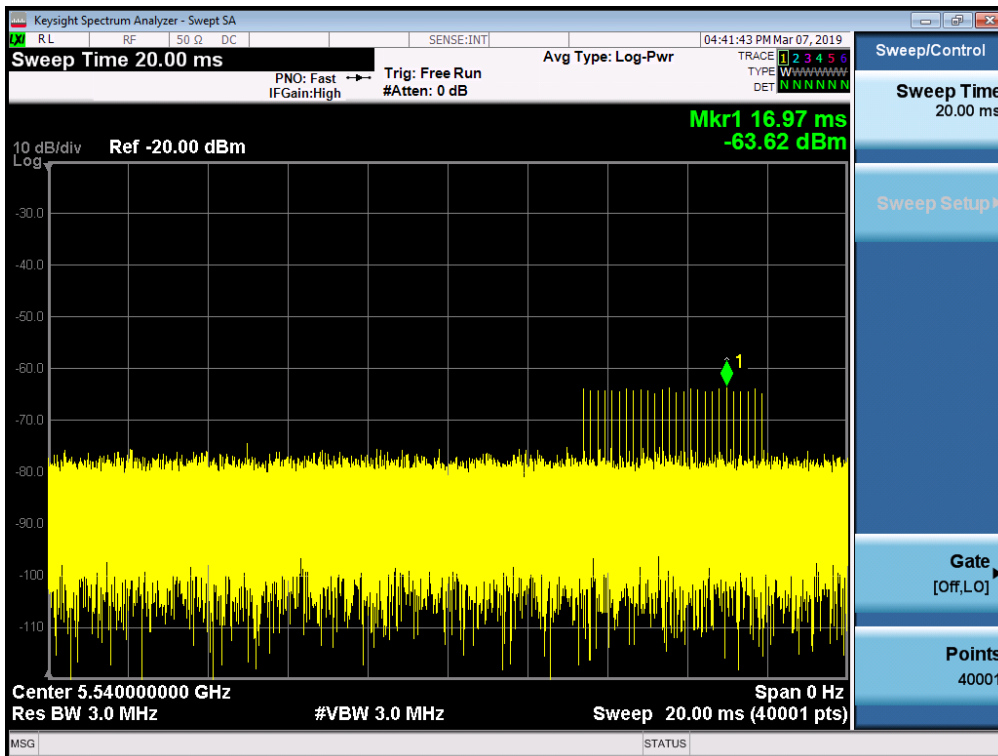 Keysight Spectrum Analyzer - Swept SA
LXI RL RF 50 Ω DC SENSE:INT 04:41:43 PM Mar 07, 2019
Sweep Time 20.00 ms
PNO: Fast
IFGain:High
Trig: Free Run
#Atten: 0 dB
Avg Type: Log-Pwr
TRACE 1 2 3 4 5 6
TYPE WWWWWW
DET N N N N N N
Mkr1 16.97 ms
-63.62 dBm
10 dB/div Ref -20.00 dBm
Log
-30.0
-40.0
-50.0
-60.0
1
-70.0
-80.0
-90.0
-100
-110
Center 5.540000000 GHz Span 0 Hz
Res BW 3.0 MHz #VBW 3.0 MHz Sweep 20.00 ms (40001 pts)
MSG STATUS
Sweep/Control
Sweep Time
20.00 ms
Sweep Setup
Gate
[Off,LO]
Points
40001